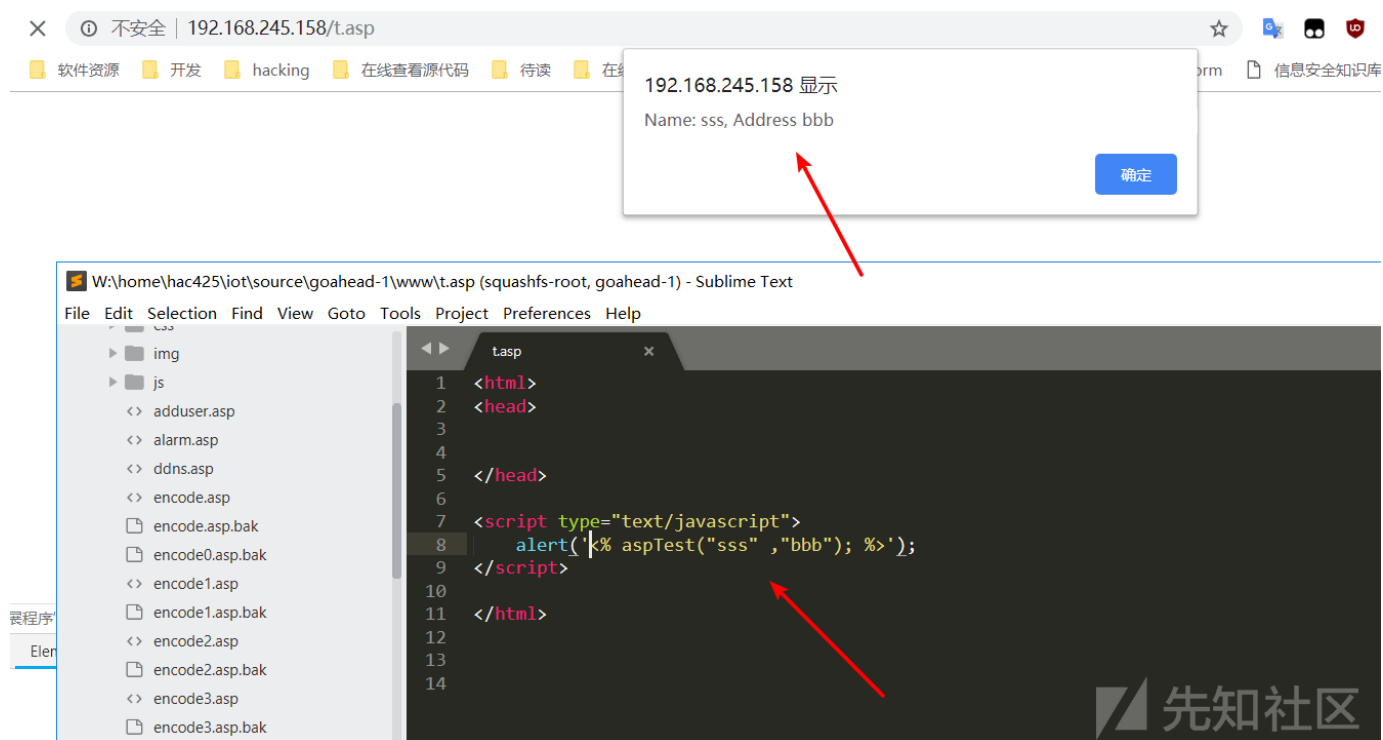 不安全 192.168.245.158/t.asp
软件资源 开发 hacking 在线查看源代码 待读 信息安全知识库
192.168.245.158 显示
Name: sss, Address bbb
确定
W:\home\hac425\iot\source\goahead-1\www\t.asp (squashfs-root, goahead-1) - Sublime Text
File Edit Selection Find View Goto Tools Project Preferences Help
css
img
js
adduser.asp
alarm.asp
ddns.asp
encode.asp
encode.asp.bak
encode0.asp.bak
encode1.asp
encode1.asp.bak
encode2.asp
encode2.asp.bak
encode3.asp
encode3.asp.bak
t.asp
1 <html>
2 <head>
3
4
5 </head>
6
7 <script type="text/javascript">
8 alert('<% aspTest("sss" ,"bbb"); %>');
9 </script>
10
11 </html>
12
13
14
展程序
Elem
先知社区